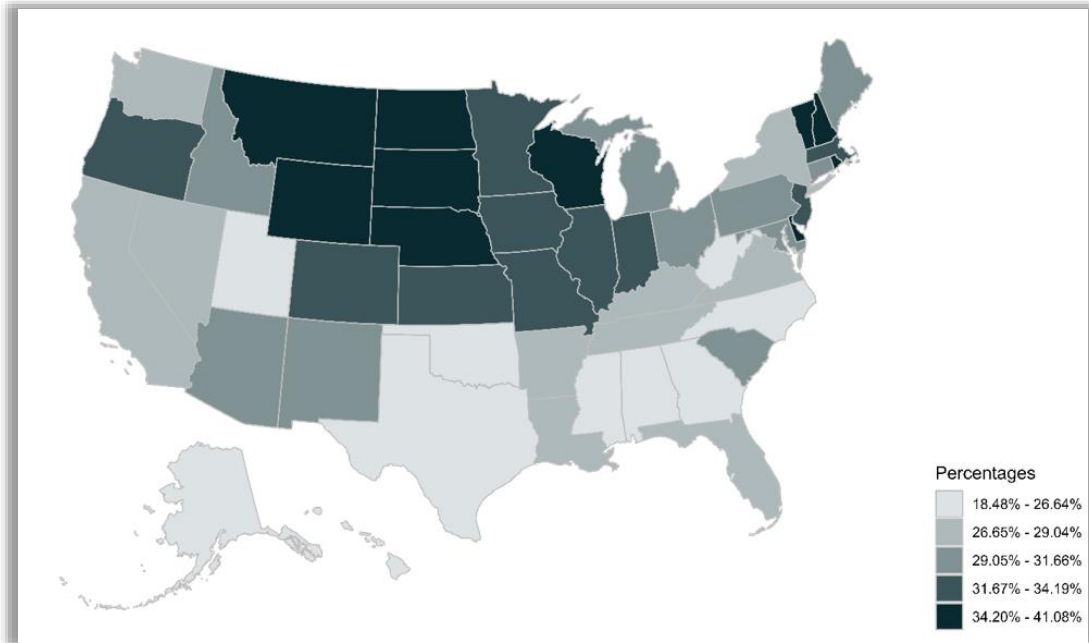 Percentages
18.48% - 26.64%
26.65% - 29.04%
29.05% - 31.66%
31.67% - 34.19%
34.20% - 41.08%